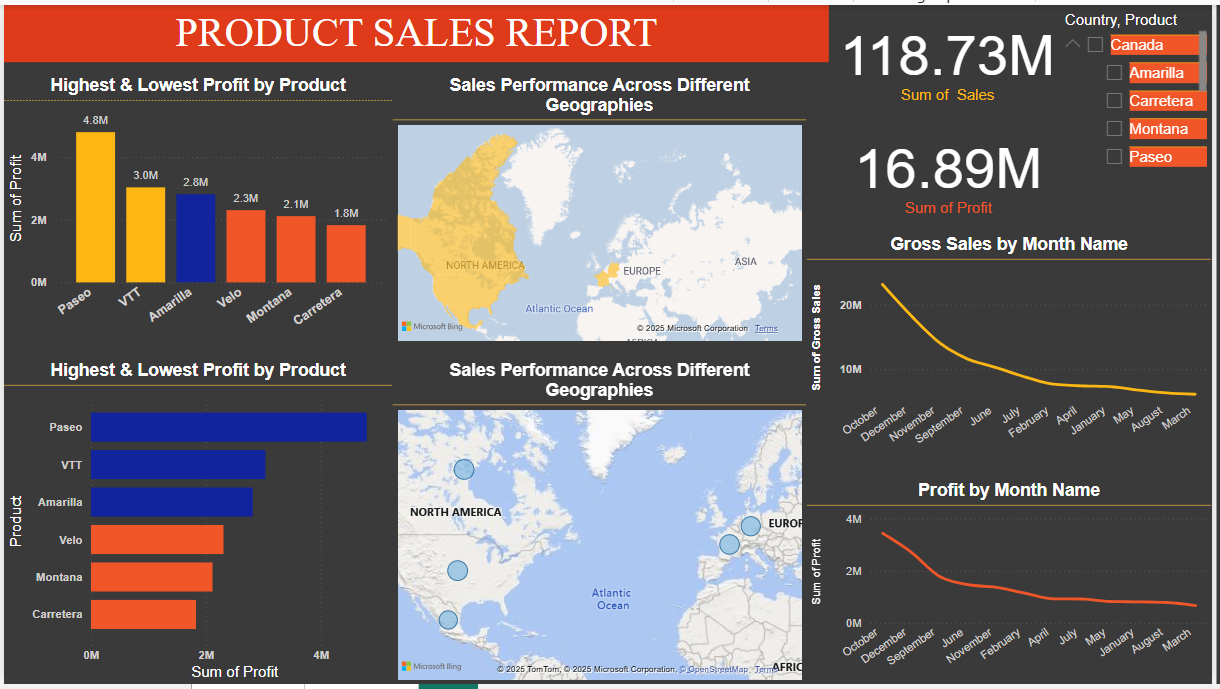 PRODUCT SALES REPORT
Highest & Lowest Profit by Product
Sum of Profit
4M
2M
0M
4.8M
3.0M
2.8M
2.3M
2.1M
1.8M
Paseo
VTT
Amarilla
Velo
Montana
Carretera
Sales Performance Across Different
Geographies
NORTH AMERICA
EUROPE
ASIA
Atlantic Ocean
Microsoft Bing
© 2025 Microsoft Corporation Terms
118.73M
Sum of Sales
16.89M
Sum of Profit
Country, Product
Canada
Amarilla
Carretera
Montana
Paseo
Gross Sales by Month Name
Sum of Gross Sales
20M
10M
October
December
November
September
June
July
February
April
January
May
August
March
Highest & Lowest Profit by Product
Product
Paseo
VTT
Amarilla
Velo
Montana
Carretera
0M
2M
4M
Sum of Profit
Sales Performance Across Different
Geographies
NORTH AMERICA
EUROP
Atlantic
Ocean
AFRIC
Microsoft Bing
© 2025 TomTom, © 2025 Microsoft Corporation, © OpenStreetMap Terms
Profit by Month Name
Sum of Profit
4M
2M
0M
October
December
September
June
November
February
April
July
May
January
August
March